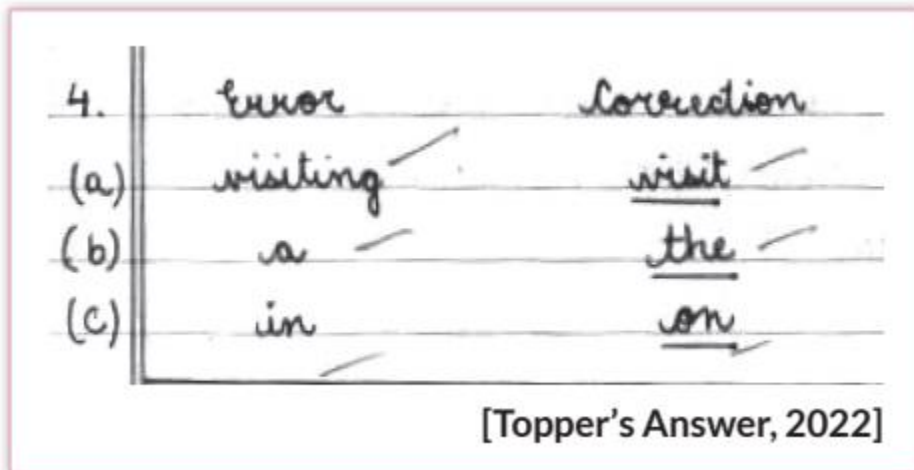 4. Error Correction
(a) visiting visit
(b) a the
(c) in on
[Topper's Answer, 2022]